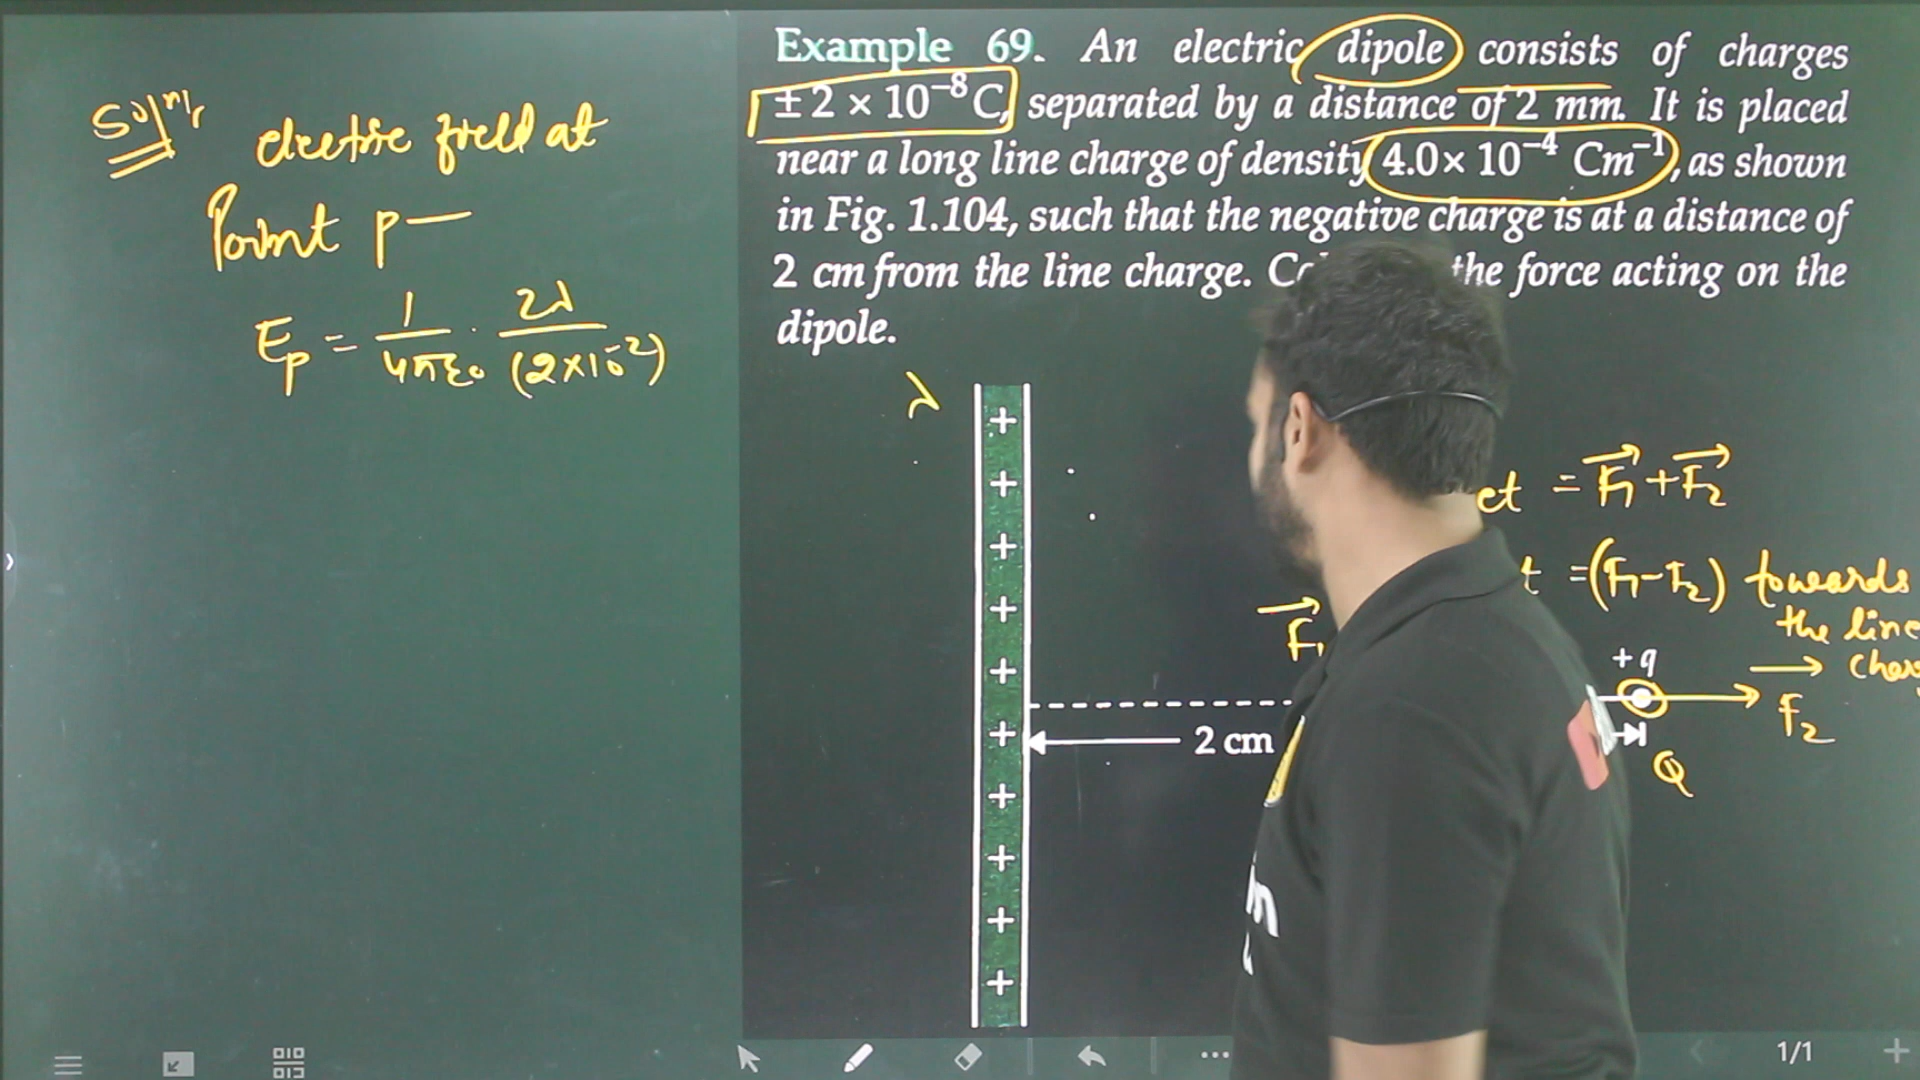 Soln:
electric field at
Point p —
Ep = 1/4πε₀ · 2λ/(2×10⁻²)
Example 69. An electric dipole consists of charges
± 2 × 10⁻⁸ C, separated by a distance of 2 mm. It is placed
near a long line charge of density 4.0 × 10⁻⁴ Cm⁻¹, as shown
in Fig. 1.104, such that the negative charge is at a distance of
2 cm from the line charge. the force acting on the
dipole.
λ
+
+
+
+
+
+
+
+
+
+
= F₁ + F₂
= (F₁ - F₂) towards
the line
F₁
+q
F₂
2 cm
Q
1/1